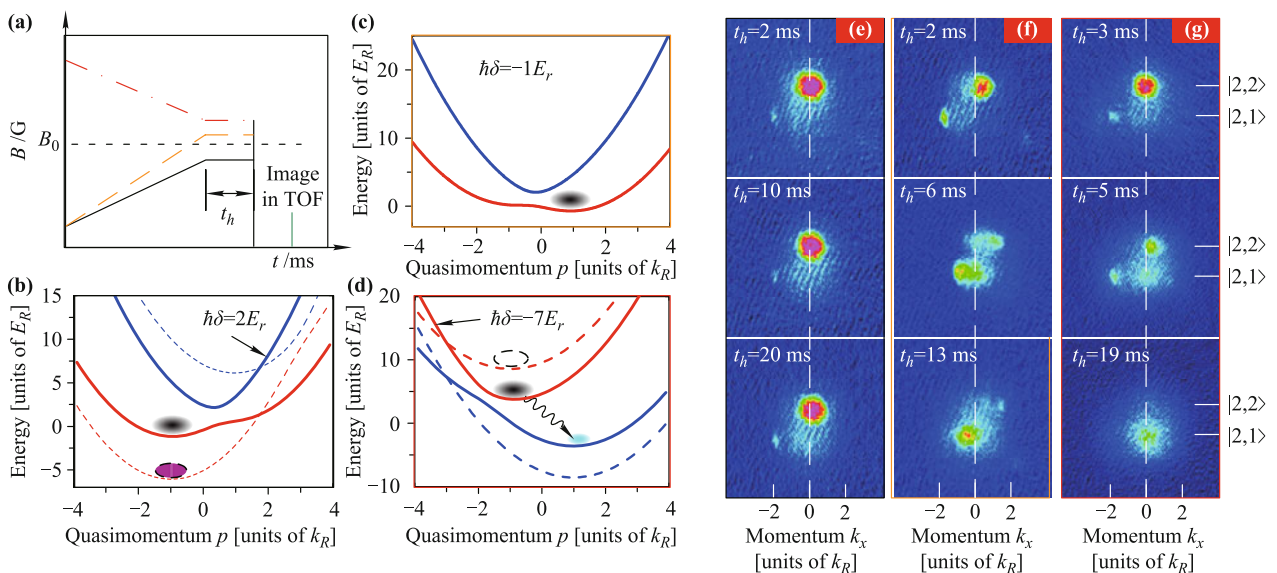 (a)
B /G
B₀
t_h
Image
in TOF
t /ms
(b)
Energy [units of E_R]
15
10
5
0
−5
ħδ=2E_r
−4 −2 0 2 4
Quasimomentum p [units of k_R]
(c)
Energy [units of E_R]
20
10
0
ħδ=−1E_r
−4 −2 0 2 4
Quasimomentum p [units of k_R]
(d)
Energy [units of E_R]
20
10
0
−10
ħδ=−7E_r
−4 −2 0 2 4
Quasimomentum p [units of k_R]
t_h=2 ms (e)
t_h=2 ms (f)
t_h=3 ms (g)
|2,2⟩
|2,1⟩
t_h=10 ms
t_h=6 ms
t_h=5 ms
|2,2⟩
|2,1⟩
t_h=20 ms
t_h=13 ms
t_h=19 ms
|2,2⟩
|2,1⟩
−2 0 2
Momentum k_x
[units of k_R]
−2 0 2
Momentum k_x
[units of k_R]
−2 0 2
Momentum k_x
[units of k_R]